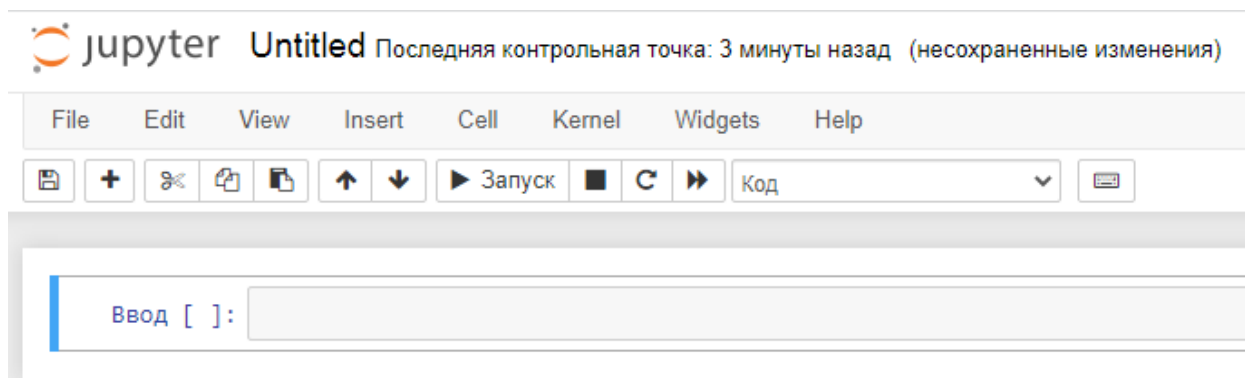 jupyter Untitled Последняя контрольная точка: 3 минуты назад (несохраненные изменения)
File Edit View Insert Cell Kernel Widgets Help
Запуск Код
Ввод [ ]: